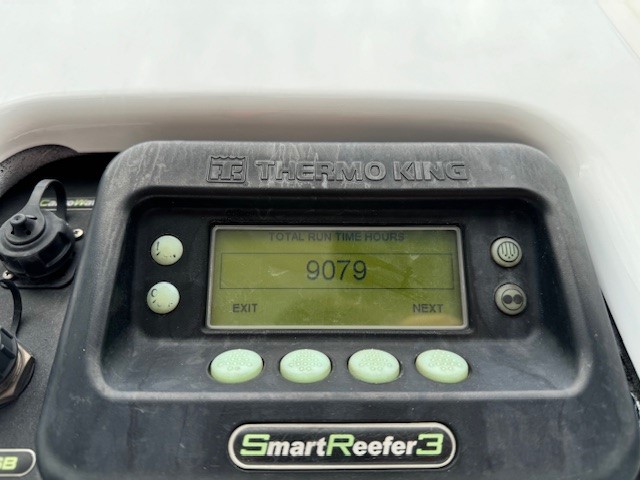 THERMO KING
TOTAL RUN TIME HOURS
9079
EXIT NEXT
SmartReefer3